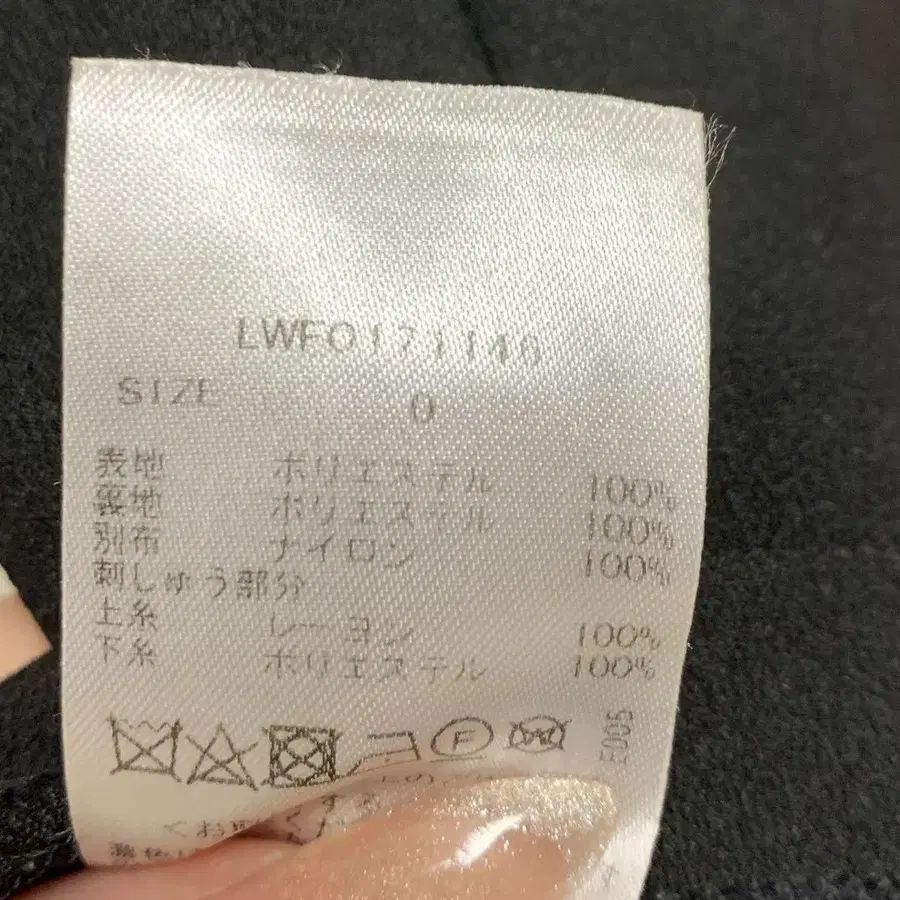 LWFO171146
SIZE 0
表地 ポリエステル 100%
裏地 ポリエステル 100%
別布 ナイロン 100%
刺しゅう部分
上糸 レーヨン 100%
下糸 ポリエステル 100%
F W E005